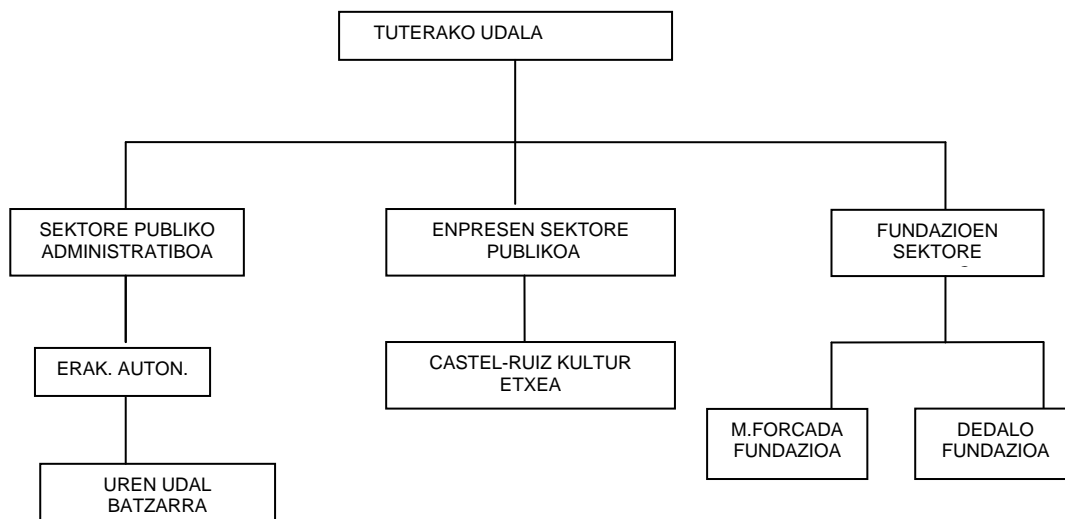 TUTERAKO UDALA
SEKTORE PUBLIKO
ADMINISTRATIBOA
ENPRESEN SEKTORE
PUBLIKOA
FUNDAZIOEN
SEKTORE
ERAK. AUTON.
CASTEL-RUIZ KULTUR
ETXEA
M.FORCADA
FUNDAZIOA
DEDALO
FUNDAZIOA
UREN UDAL
BATZARRA